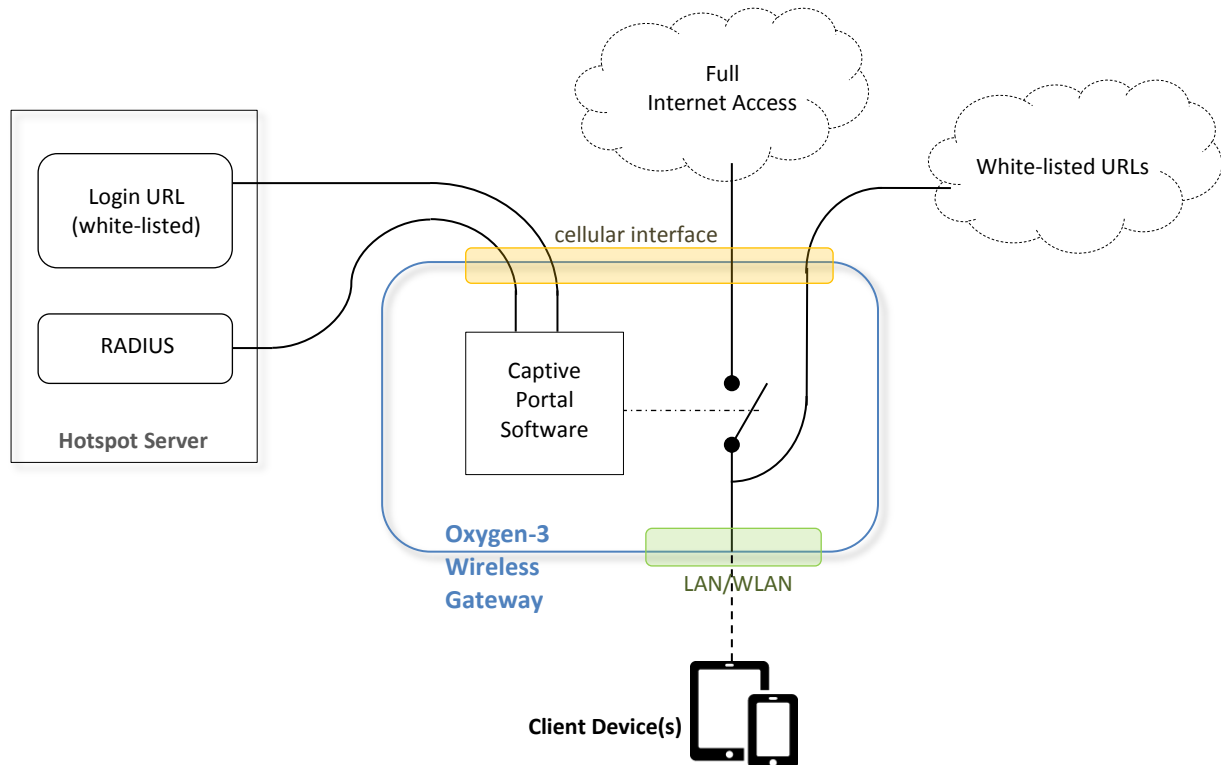 Full
Internet Access
White-listed URLs
Login URL
(white-listed)
cellular interface
RADIUS
Captive
Portal
Software
Hotspot Server
Oxygen-3
Wireless
Gateway
LAN/WLAN
Client Device(s)